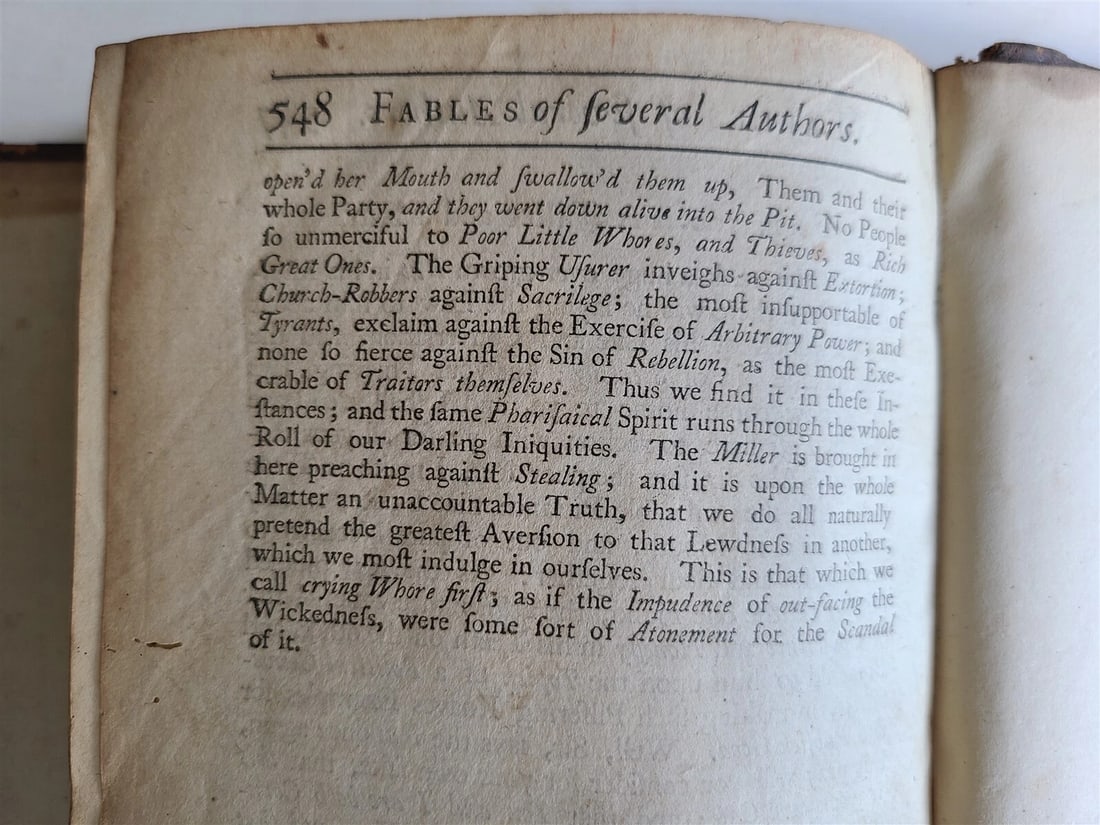 548 FABLES of ſeveral Authors.
open'd her Mouth and ſwallow'd them up, Them and their
whole Party, and they went down alive into the Pit. No People
ſo unmerciful to Poor Little Whores, and Thieves, as Rich
Great Ones. The Griping Uſurer inveighs againſt Extortion;
Church-Robbers againſt Sacrilege; the moſt inſupportable of
Tyrants, exclaim againſt the Exerciſe of Arbitrary Power; and
none ſo fierce againſt the Sin of Rebellion, as the moſt Exe-
crable of Traitors themſelves. Thus we find it in theſe In-
ſtances; and the ſame Phariſaical Spirit runs through the whole
Roll of our Darling Iniquities. The Miller is brought in
here preaching againſt Stealing; and it is upon the whole
Matter an unaccountable Truth, that we do all naturally
pretend the greateſt Averſion to that Lewdneſs in another,
which we moſt indulge in ourſelves. This is that which we
call crying Whore firſt; as if the Impudence of out-facing the
Wickedneſs, were ſome ſort of Atonement for the Scandal
of it.